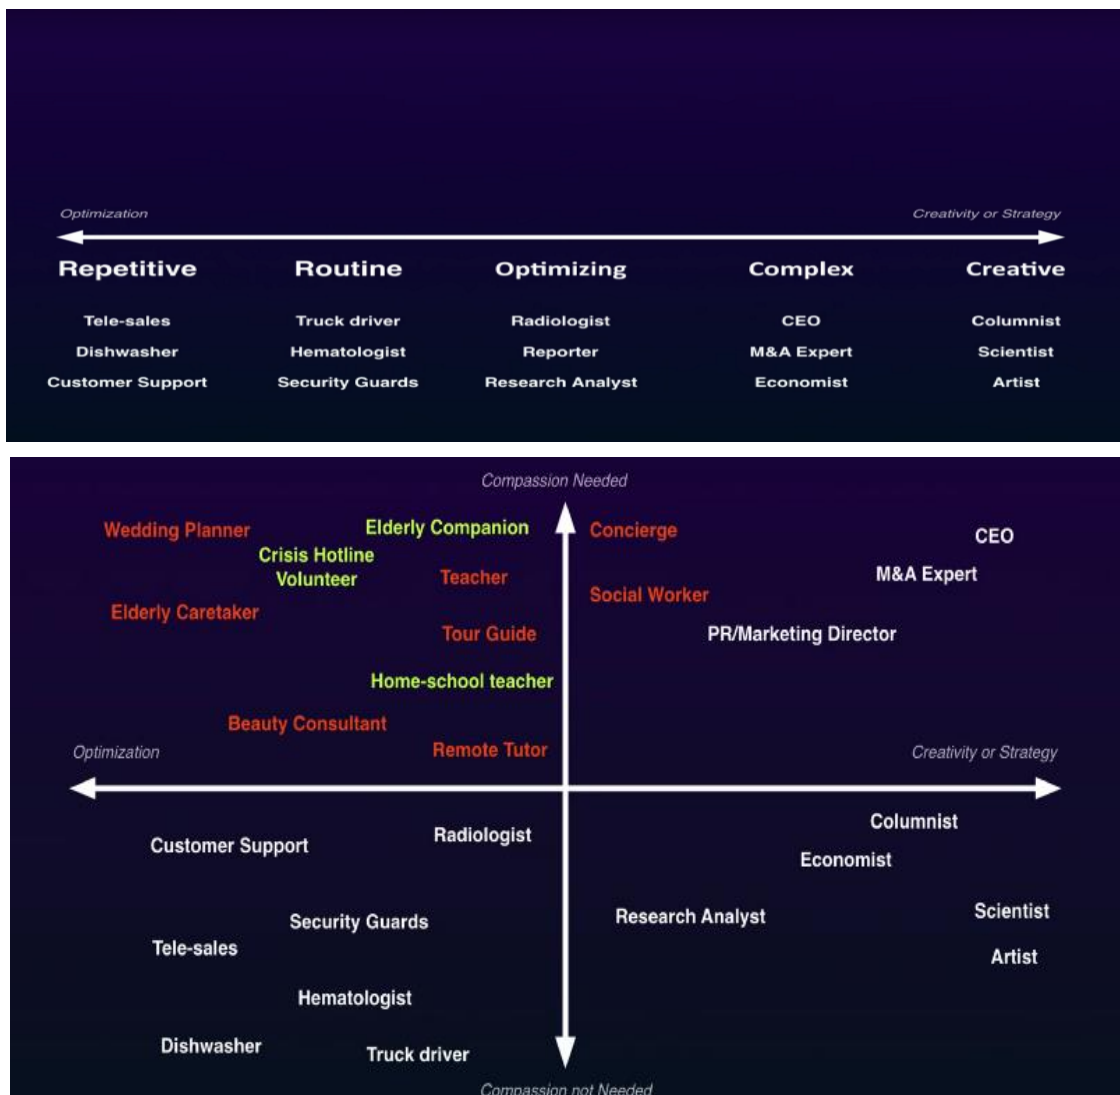 Optimization
Creativity or Strategy
Repetitive Routine Optimizing Complex Creative
Tele-sales Truck driver Radiologist CEO Columnist
Dishwasher Hematologist Reporter M&A Expert Scientist
Customer Support Security Guards Research Analyst Economist Artist
Compassion Needed
Wedding Planner
Elderly Companion
Concierge
CEO
Crisis Hotline
Volunteer
Teacher
M&A Expert
Elderly Caretaker
Social Worker
Tour Guide
PR/Marketing Director
Home-school teacher
Beauty Consultant
Remote Tutor
Optimization
Creativity or Strategy
Customer Support
Radiologist
Columnist
Economist
Security Guards
Research Analyst
Scientist
Tele-sales
Artist
Hematologist
Dishwasher
Truck driver
Compassion not Needed